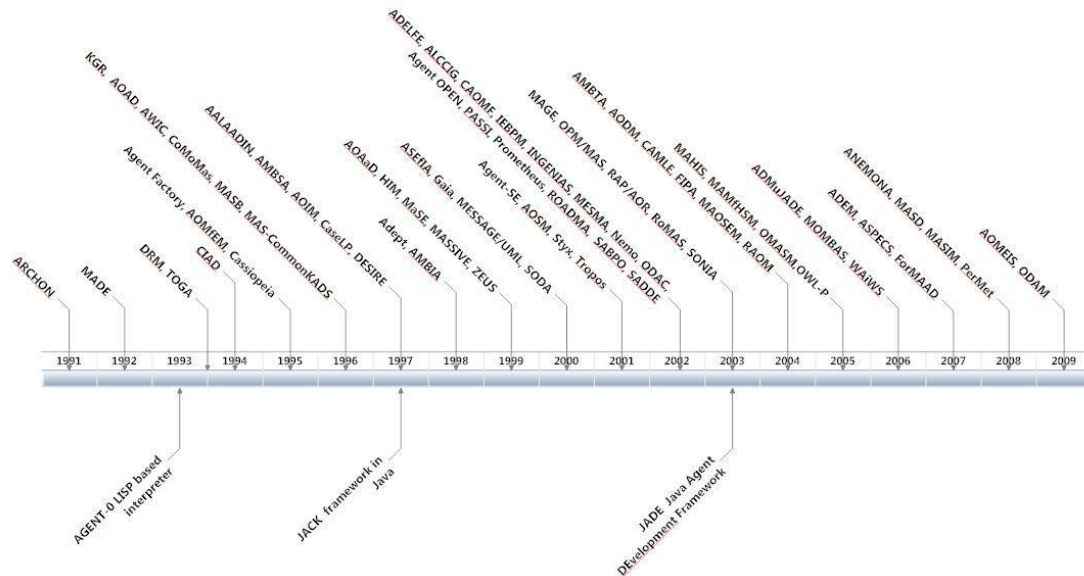 ARCHON
MADE
DRM, TOGA
CIAD
Agent Factory, AOMfEM, Cassiopeia
KGR, AOAD, AWIC, CoMoMas, MASB, MAS-CommonKADS
AALAADIN, AMBSA, AOIM, CaseLP, DESIRE
Adept, AMBIA
AOAaD, HIM, MaSE, MASSIVE, ZEUS
ASEfIA, Gaia, MESSAGE/UML, SODA
Agent-SE, AOSM, Styx, Tropos
ADELFE, ALCCIG, CAOMF, IEBPM, INGENIAS, MESMA, Nemo, ODAC,
Agent OPEN, PASSI, Prometheus, ROADMA, SABPO, SADDE
MAGE, OPM/MAS, RAP/AOR, RoMAS, SONIA
AMBTA, AODM, CAMLE, FIPA, MAOSEM, RAOM
MAHIS, MAMfHSM, OMASM,OWL-P
ADMuJADE, MOMBAS, WAiWS
ADEM, ASPECS, ForMAAD
ANEMONA, MASD, MASIM, PerMet
AOMEIS, ODAM
1991 1992 1993 1994 1995 1996 1997 1998 1999 2000 2001 2002 2003 2004 2005 2006 2007 2008 2009
AGENT-0 LISP based
interpreter
JACK framework in
Java
JADE Java Agent
DEvelopment Framework